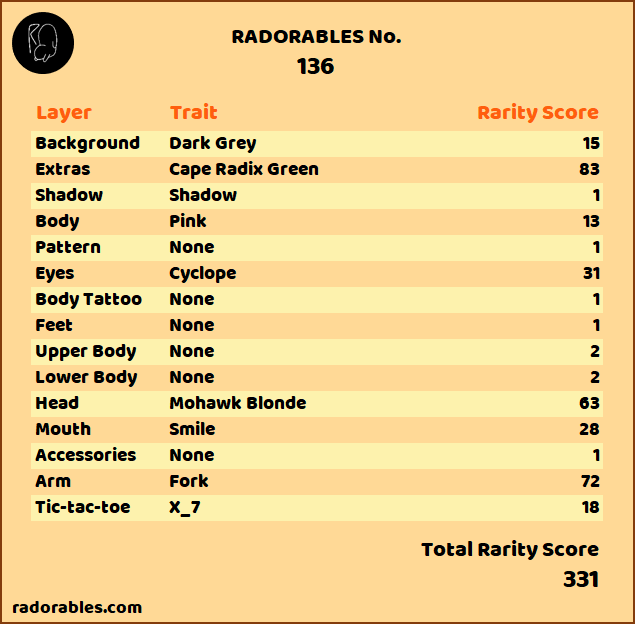 RADORABLES No.
136
Layer Trait Rarity Score
Background Dark Grey 15
Extras Cape Radix Green 83
Shadow Shadow 1
Body Pink 13
Pattern None 1
Eyes Cyclope 31
Body Tattoo None 1
Feet None 1
Upper Body None 2
Lower Body None 2
Head Mohawk Blonde 63
Mouth Smile 28
Accessories None 1
Arm Fork 72
Tic-tac-toe X_7 18
Total Rarity Score
331
radorables.com